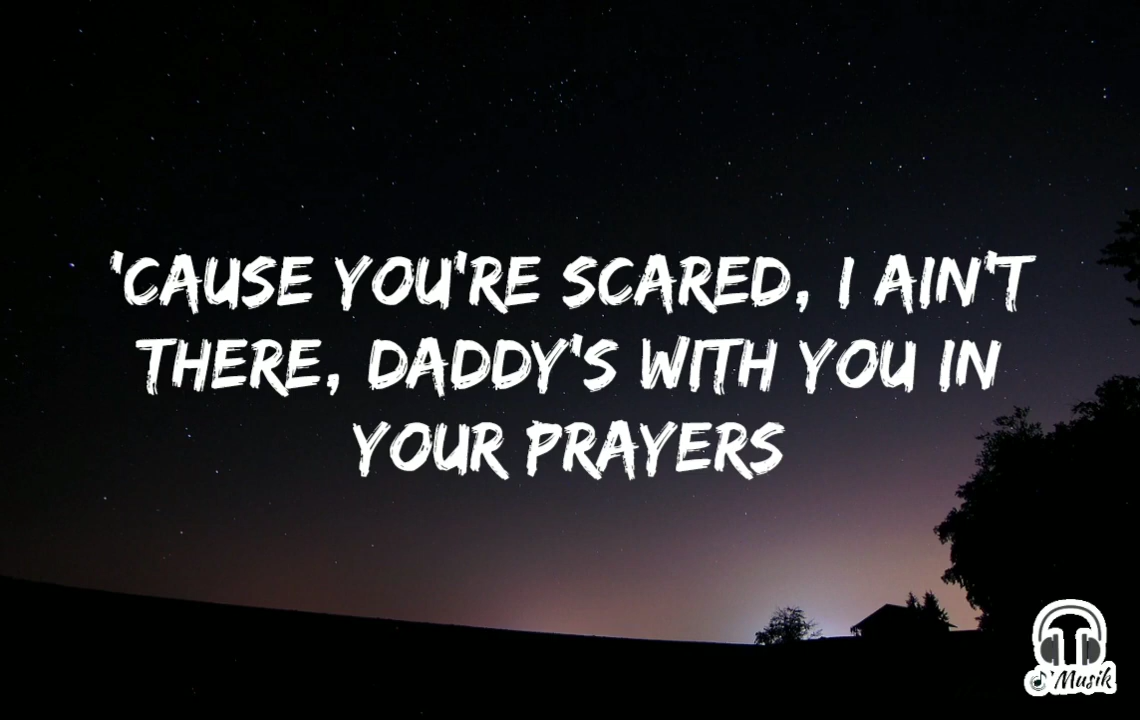 'CAUSE YOU'RE SCARED, I AIN'T
THERE, DADDY'S WITH YOU IN
YOUR PRAYERS
Musik